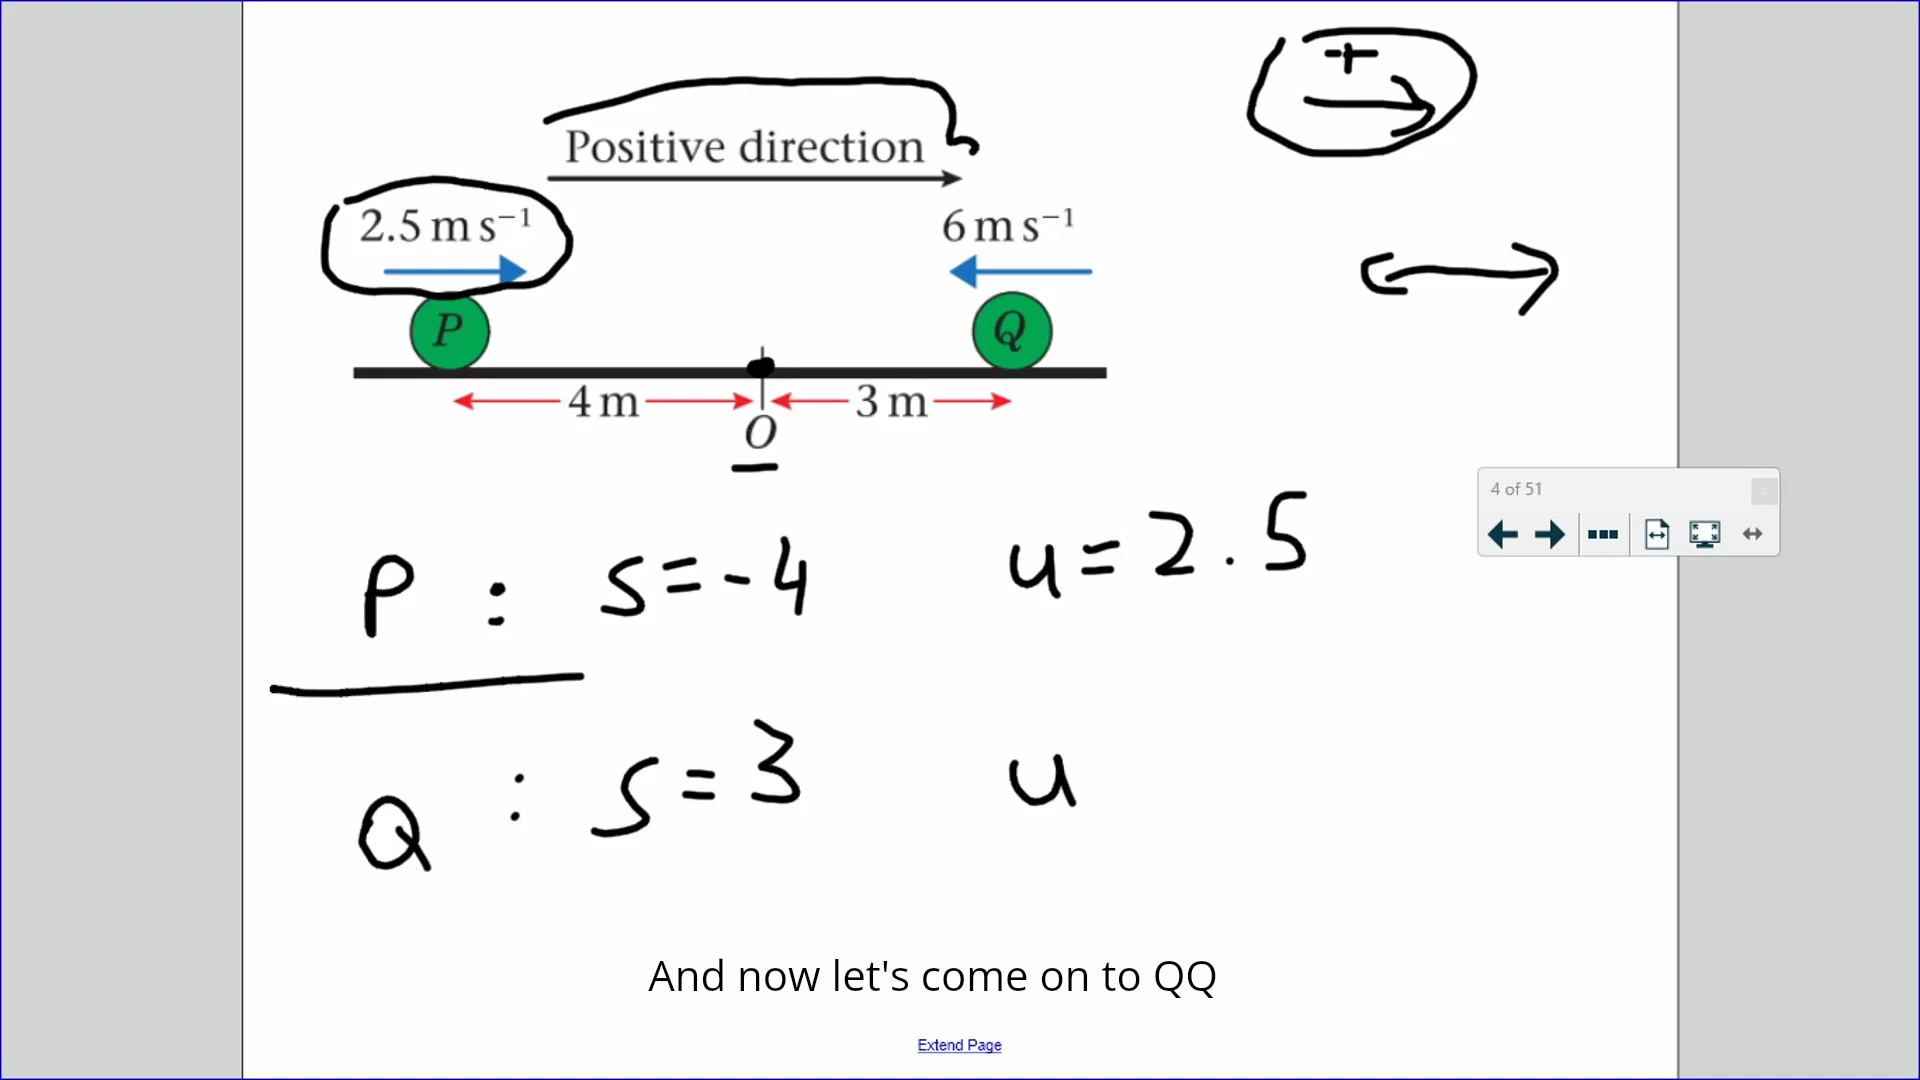 +
Positive direction
2.5 m s⁻¹
6 m s⁻¹
P
Q
4 m
3 m
O
4 of 51
P : s = -4 u = 2.5
Q : s = 3 u
And now let's come on to QQ
Extend Page